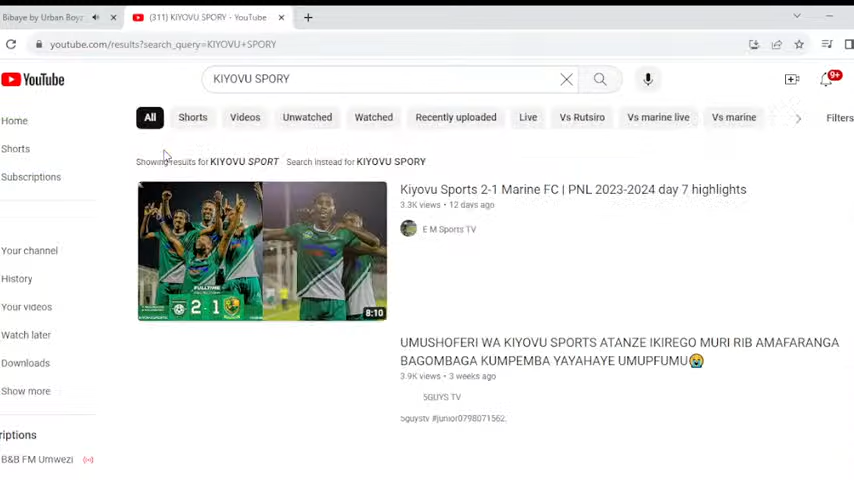 Bibaye by Urban Boyz
(311) KIYOVU SPORY - YouTube
youtube.com/results?search_query=KIYOVU+SPORY
YouTube
KIYOVU SPORY
9+
All Shorts Videos Unwatched Watched Recently uploaded Live Vs Rutsiro Vs marine live Vs marine Filters
Home
Shorts
Subscriptions
Your channel
History
Your videos
Watch later
Downloads
Show more
riptions
B&B FM Umwezi
Showing results for KIYOVU SPORT Search instead for KIYOVU SPORY
FULLTIME
2-1
8:10
Kiyovu Sports 2-1 Marine FC | PNL 2023-2024 day 7 highlights
3.3K views • 12 days ago
E M Sports TV
UMUSHOFERI WA KIYOVU SPORTS ATANZE IKIREGO MURI RIB AMAFARANGA
BAGOMBAGA KUMPEMBA YAYAHAYE UMUPFUMU😭
3.9K views • 3 weeks ago
5GUYS TV
5guystv #junior0798071562.